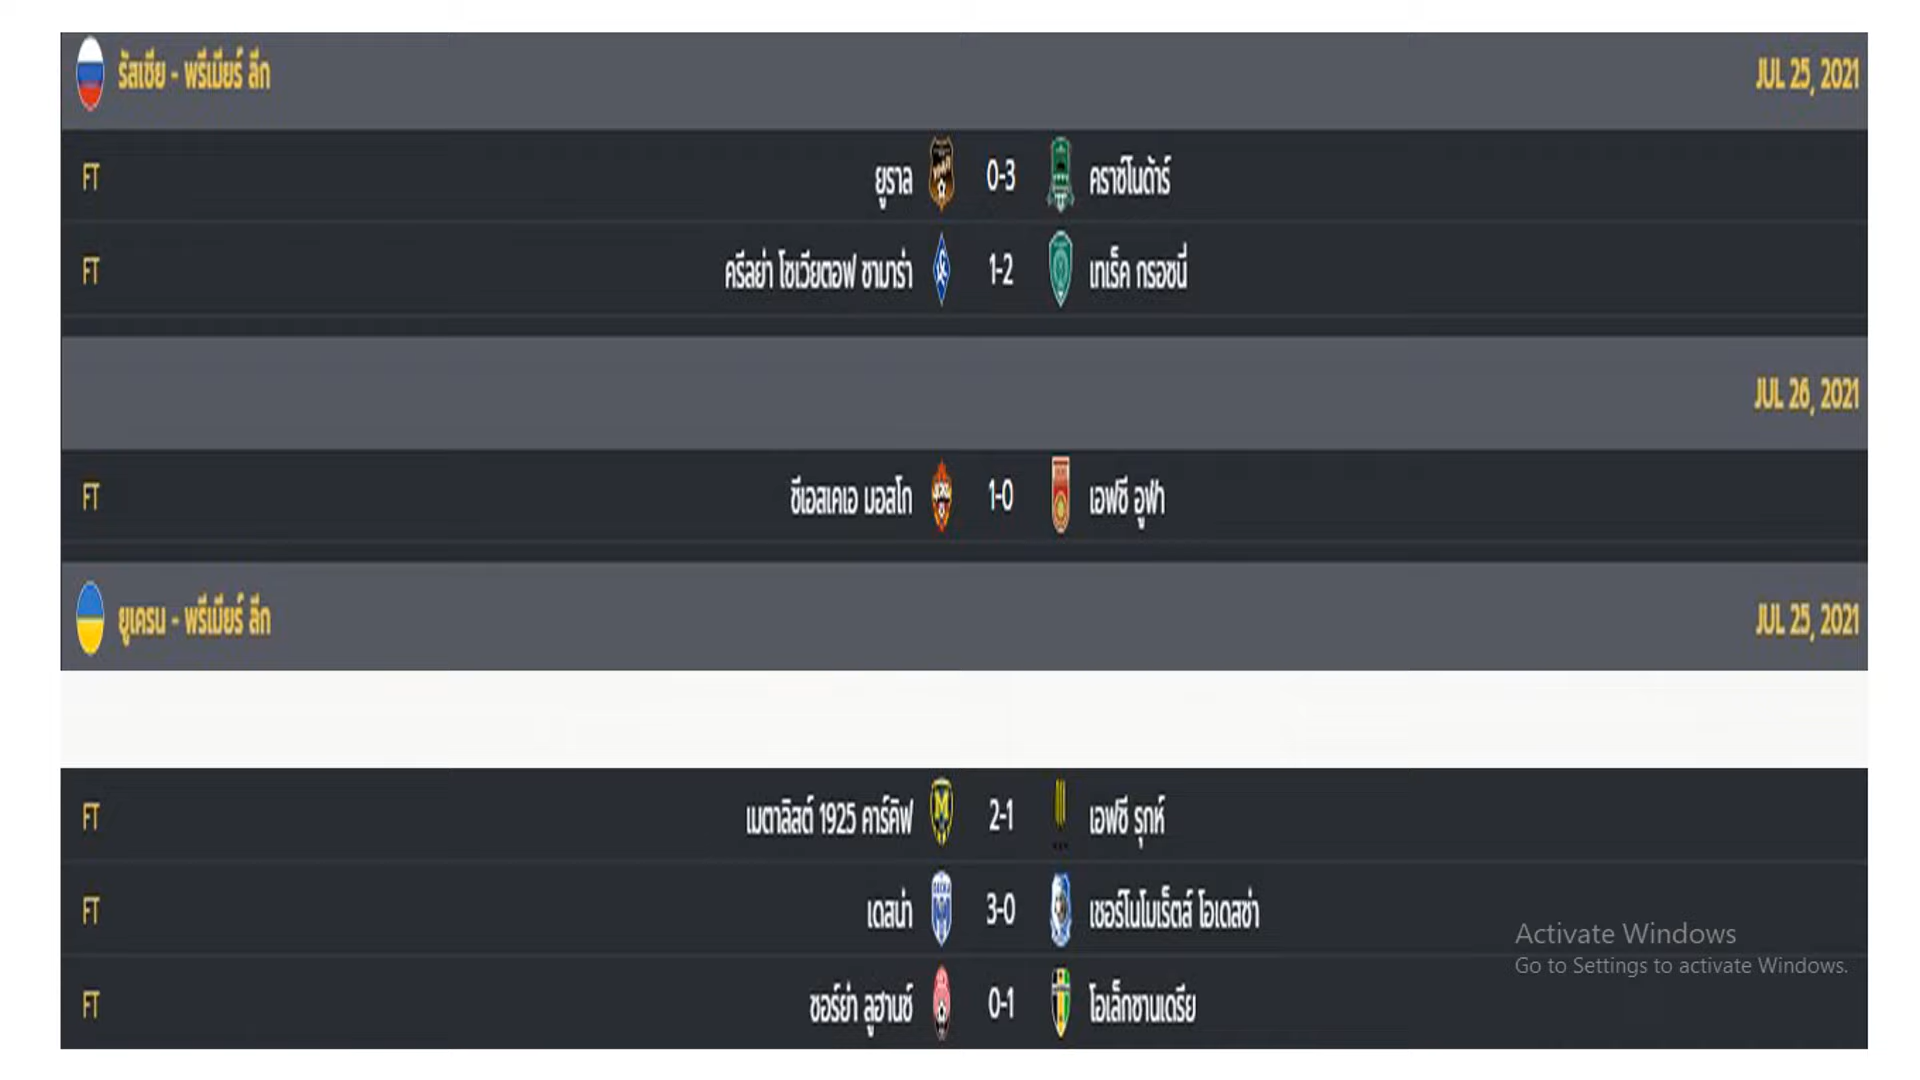 รัสเซีย - พรีเมียร์ ลีก JUL 25, 2021
FT ยูราล 0-3 คราซโนด้าร์
FT ครีลย่า โซเวียตอฟ ซามาร่า 1-2 เทเร็ค กรอซนี่
JUL 26, 2021
FT ซีเอสเคเอ มอสโก 1-0 เอฟซี อูฟ่า
ยูเครน - พรีเมียร์ ลีก JUL 25, 2021
FT เมตาลิสต์ 1925 คาร์คิฟ 2-1 เอฟซี รุกห์
FT เดสน่า 3-0 เชอร์โนโมเร็ตส์ โอเดสซ่า
FT ซอร์ย่า ลูฮานซ์ 0-1 โอเล็กซานเดรีย
Activate Windows
Go to Settings to activate Windows.